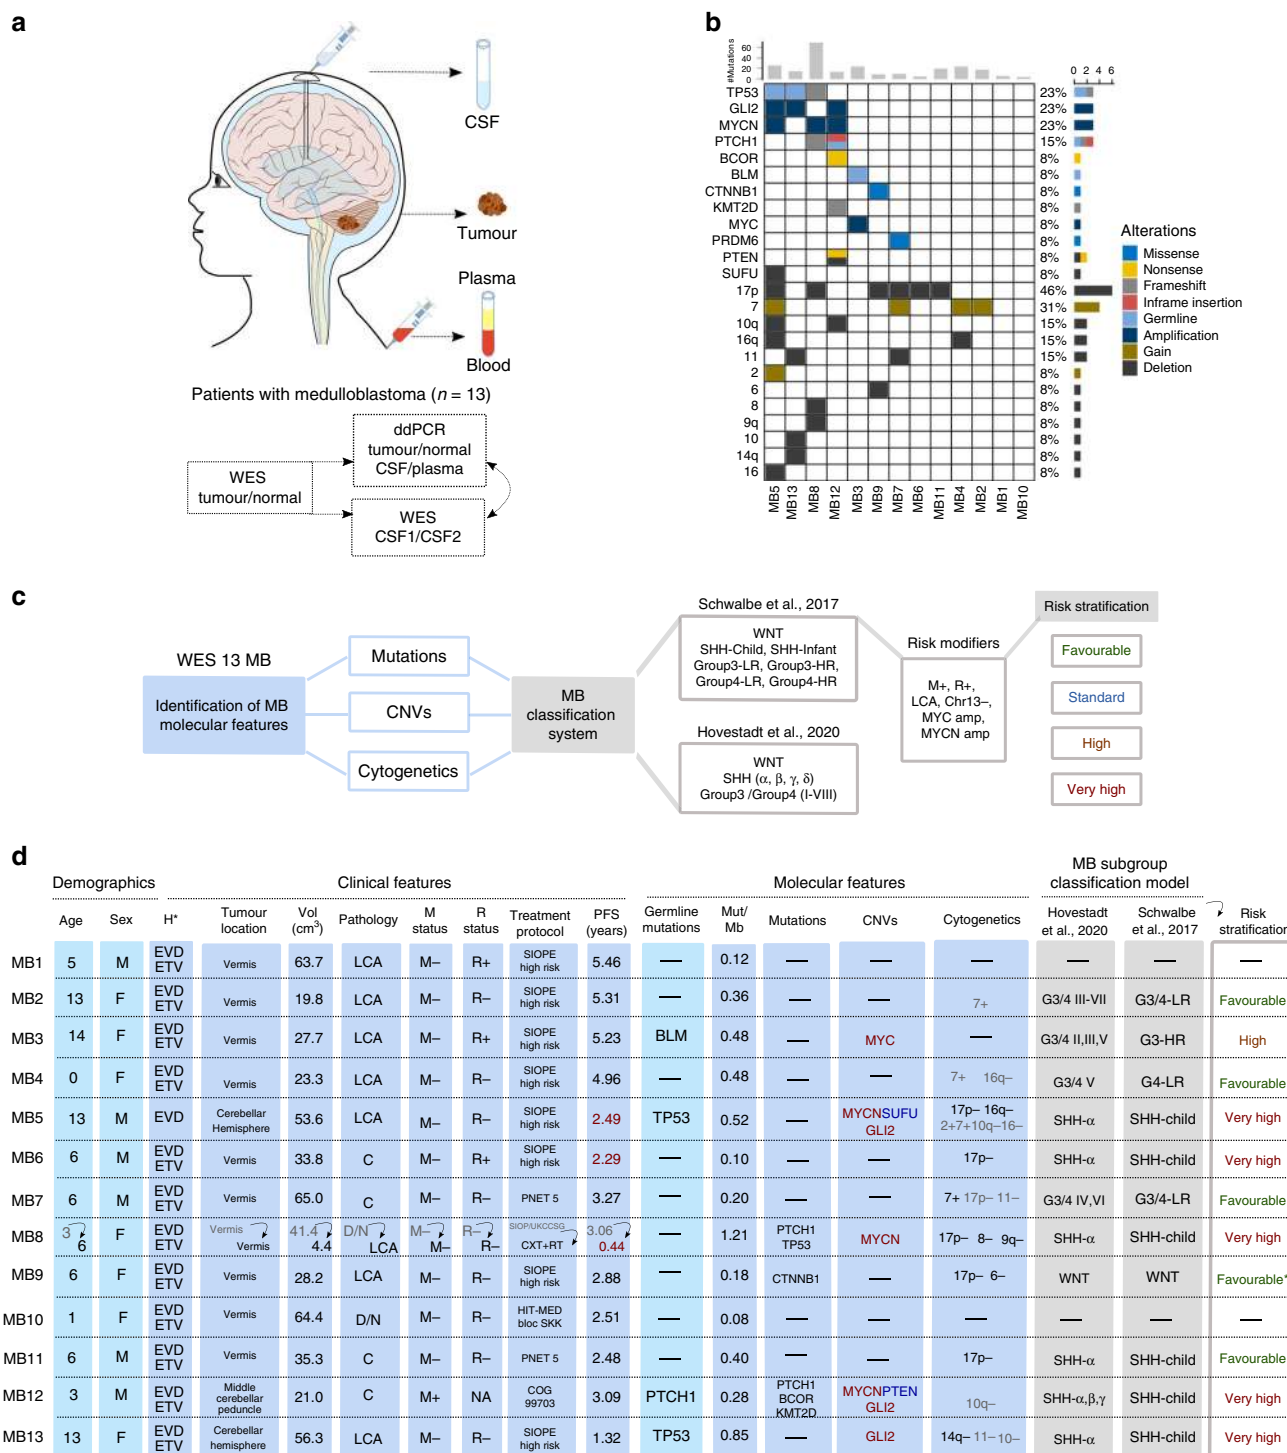 a
CSF
Tumour
Plasma
Blood
Patients with medulloblastoma (n = 13)
WES
tumour/normal
ddPCR
tumour/normal
CSF/plasma
WES
CSF1/CSF2
b
#Mutations
60
40
20
0
0 2 4 6
TP53 23%
GLI2 23%
MYCN 23%
PTCH1 15%
BCOR 8%
BLM 8%
CTNNB1 8%
KMT2D 8%
MYC 8%
PRDM6 8%
PTEN 8%
SUFU 8%
17p 46%
7 31%
10q 15%
16q 15%
11 15%
2 8%
6 8%
8 8%
9q 8%
10 8%
14q 8%
16 8%
MB5 MB13 MB8 MB12 MB3 MB9 MB7 MB6 MB11 MB4 MB2 MB1 MB10
Alterations
Missense
Nonsense
Frameshift
Inframe insertion
Germline
Amplification
Gain
Deletion
c
WES 13 MB
Identification of MB
molecular features
Mutations
CNVs
Cytogenetics
MB
classification
system
Schwalbe et al., 2017
WNT
SHH-Child, SHH-Infant
Group3-LR, Group3-HR,
Group4-LR, Group4-HR
Hovestadt et al., 2020
WNT
SHH (α, β, γ, δ)
Group3 /Group4 (I-VIII)
Risk modifiers
M+, R+,
LCA, Chr13–,
MYC amp,
MYCN amp
Risk stratification
Favourable
Standard
High
Very high
d
Demographics Clinical features Molecular features MB subgroup
classification model
Age Sex H* Tumour location Vol (cm³) Pathology M status R status Treatment protocol PFS (years) Germline mutations Mut/Mb Mutations CNVs Cytogenetics Hovestadt et al., 2020 Schwalbe et al., 2017 Risk stratification
MB1 5 M EVD ETV Vermis 63.7 LCA M– R+ SIOPE high risk 5.46 — 0.12 — — — — — —
MB2 13 F EVD ETV Vermis 19.8 LCA M– R– SIOPE high risk 5.31 — 0.36 — — 7+ G3/4 III-VII G3/4-LR Favourable
MB3 14 F EVD ETV Vermis 27.7 LCA M– R+ SIOPE high risk 5.23 BLM 0.48 — MYC — G3/4 II,III,V G3-HR High
MB4 0 F EVD ETV Vermis 23.3 LCA M– R– SIOPE high risk 4.96 — 0.48 — — 7+ 16q– G3/4 V G4-LR Favourable
MB5 13 M EVD Cerebellar Hemisphere 53.6 LCA M– R– SIOPE high risk 2.49 TP53 0.52 — MYCNSUFU GLI2 17p– 16q– 2+7+10q–16– SHH-α SHH-child Very high
MB6 6 M EVD ETV Vermis 33.8 C M– R+ SIOPE high risk 2.29 — 0.10 — — 17p– SHH-α SHH-child Very high
MB7 6 M EVD ETV Vermis 65.0 C M– R– PNET 5 3.27 — 0.20 — — 7+ 17p– 11– G3/4 IV,VI G3/4-LR Favourable
MB8 3 6 F EVD ETV Vermis Vermis 41.4 4.4 D/N LCA M– M– R– R– SIOP/UKCCSG CXT+RT 3.06 0.44 — 1.21 PTCH1 TP53 MYCN 17p– 8– 9q– SHH-α SHH-child Very high
MB9 6 F EVD ETV Vermis 28.2 LCA M– R– SIOPE high risk 2.88 — 0.18 CTNNB1 — 17p– 6– WNT WNT Favourable*
MB10 1 F EVD ETV Vermis 64.4 D/N M– R– HIT-MED bloc SKK 2.51 — 0.08 — — — — — —
MB11 6 M EVD ETV Vermis 35.3 C M– R– PNET 5 2.48 — 0.40 — — 17p– SHH-α SHH-child Favourable
MB12 3 M EVD ETV Middle cerebellar peduncle 21.0 C M+ NA COG 99703 3.09 PTCH1 0.28 PTCH1 BCOR KMT2D MYCNPTEN GLI2 10q– SHH-α,β,γ SHH-child Very high
MB13 13 F EVD ETV Cerebellar hemisphere 56.3 LCA M– R– SIOPE high risk 1.32 TP53 0.85 — GLI2 14q– 11– 10– SHH-α SHH-child Very high